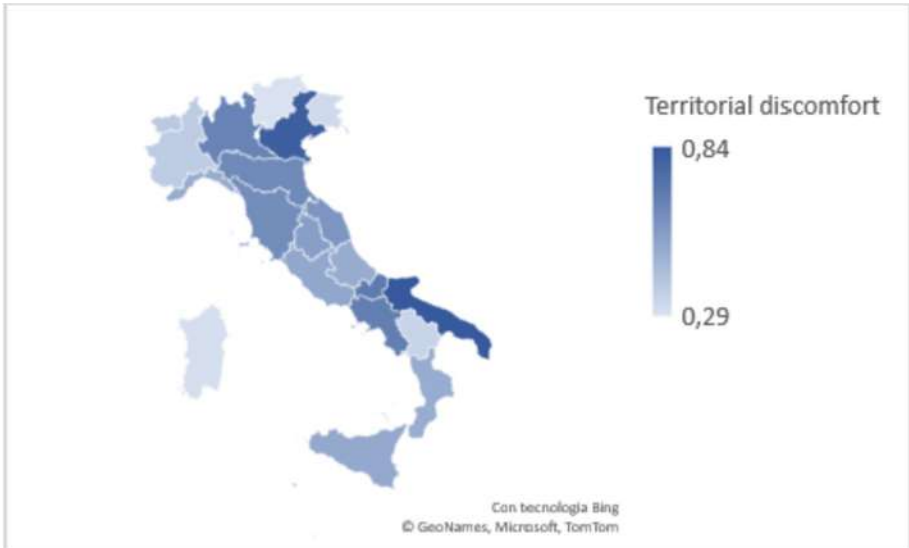 Territorial discomfort
0,84
0,29
Con tecnologia Bing
© GeoNames, Microsoft, TomTom